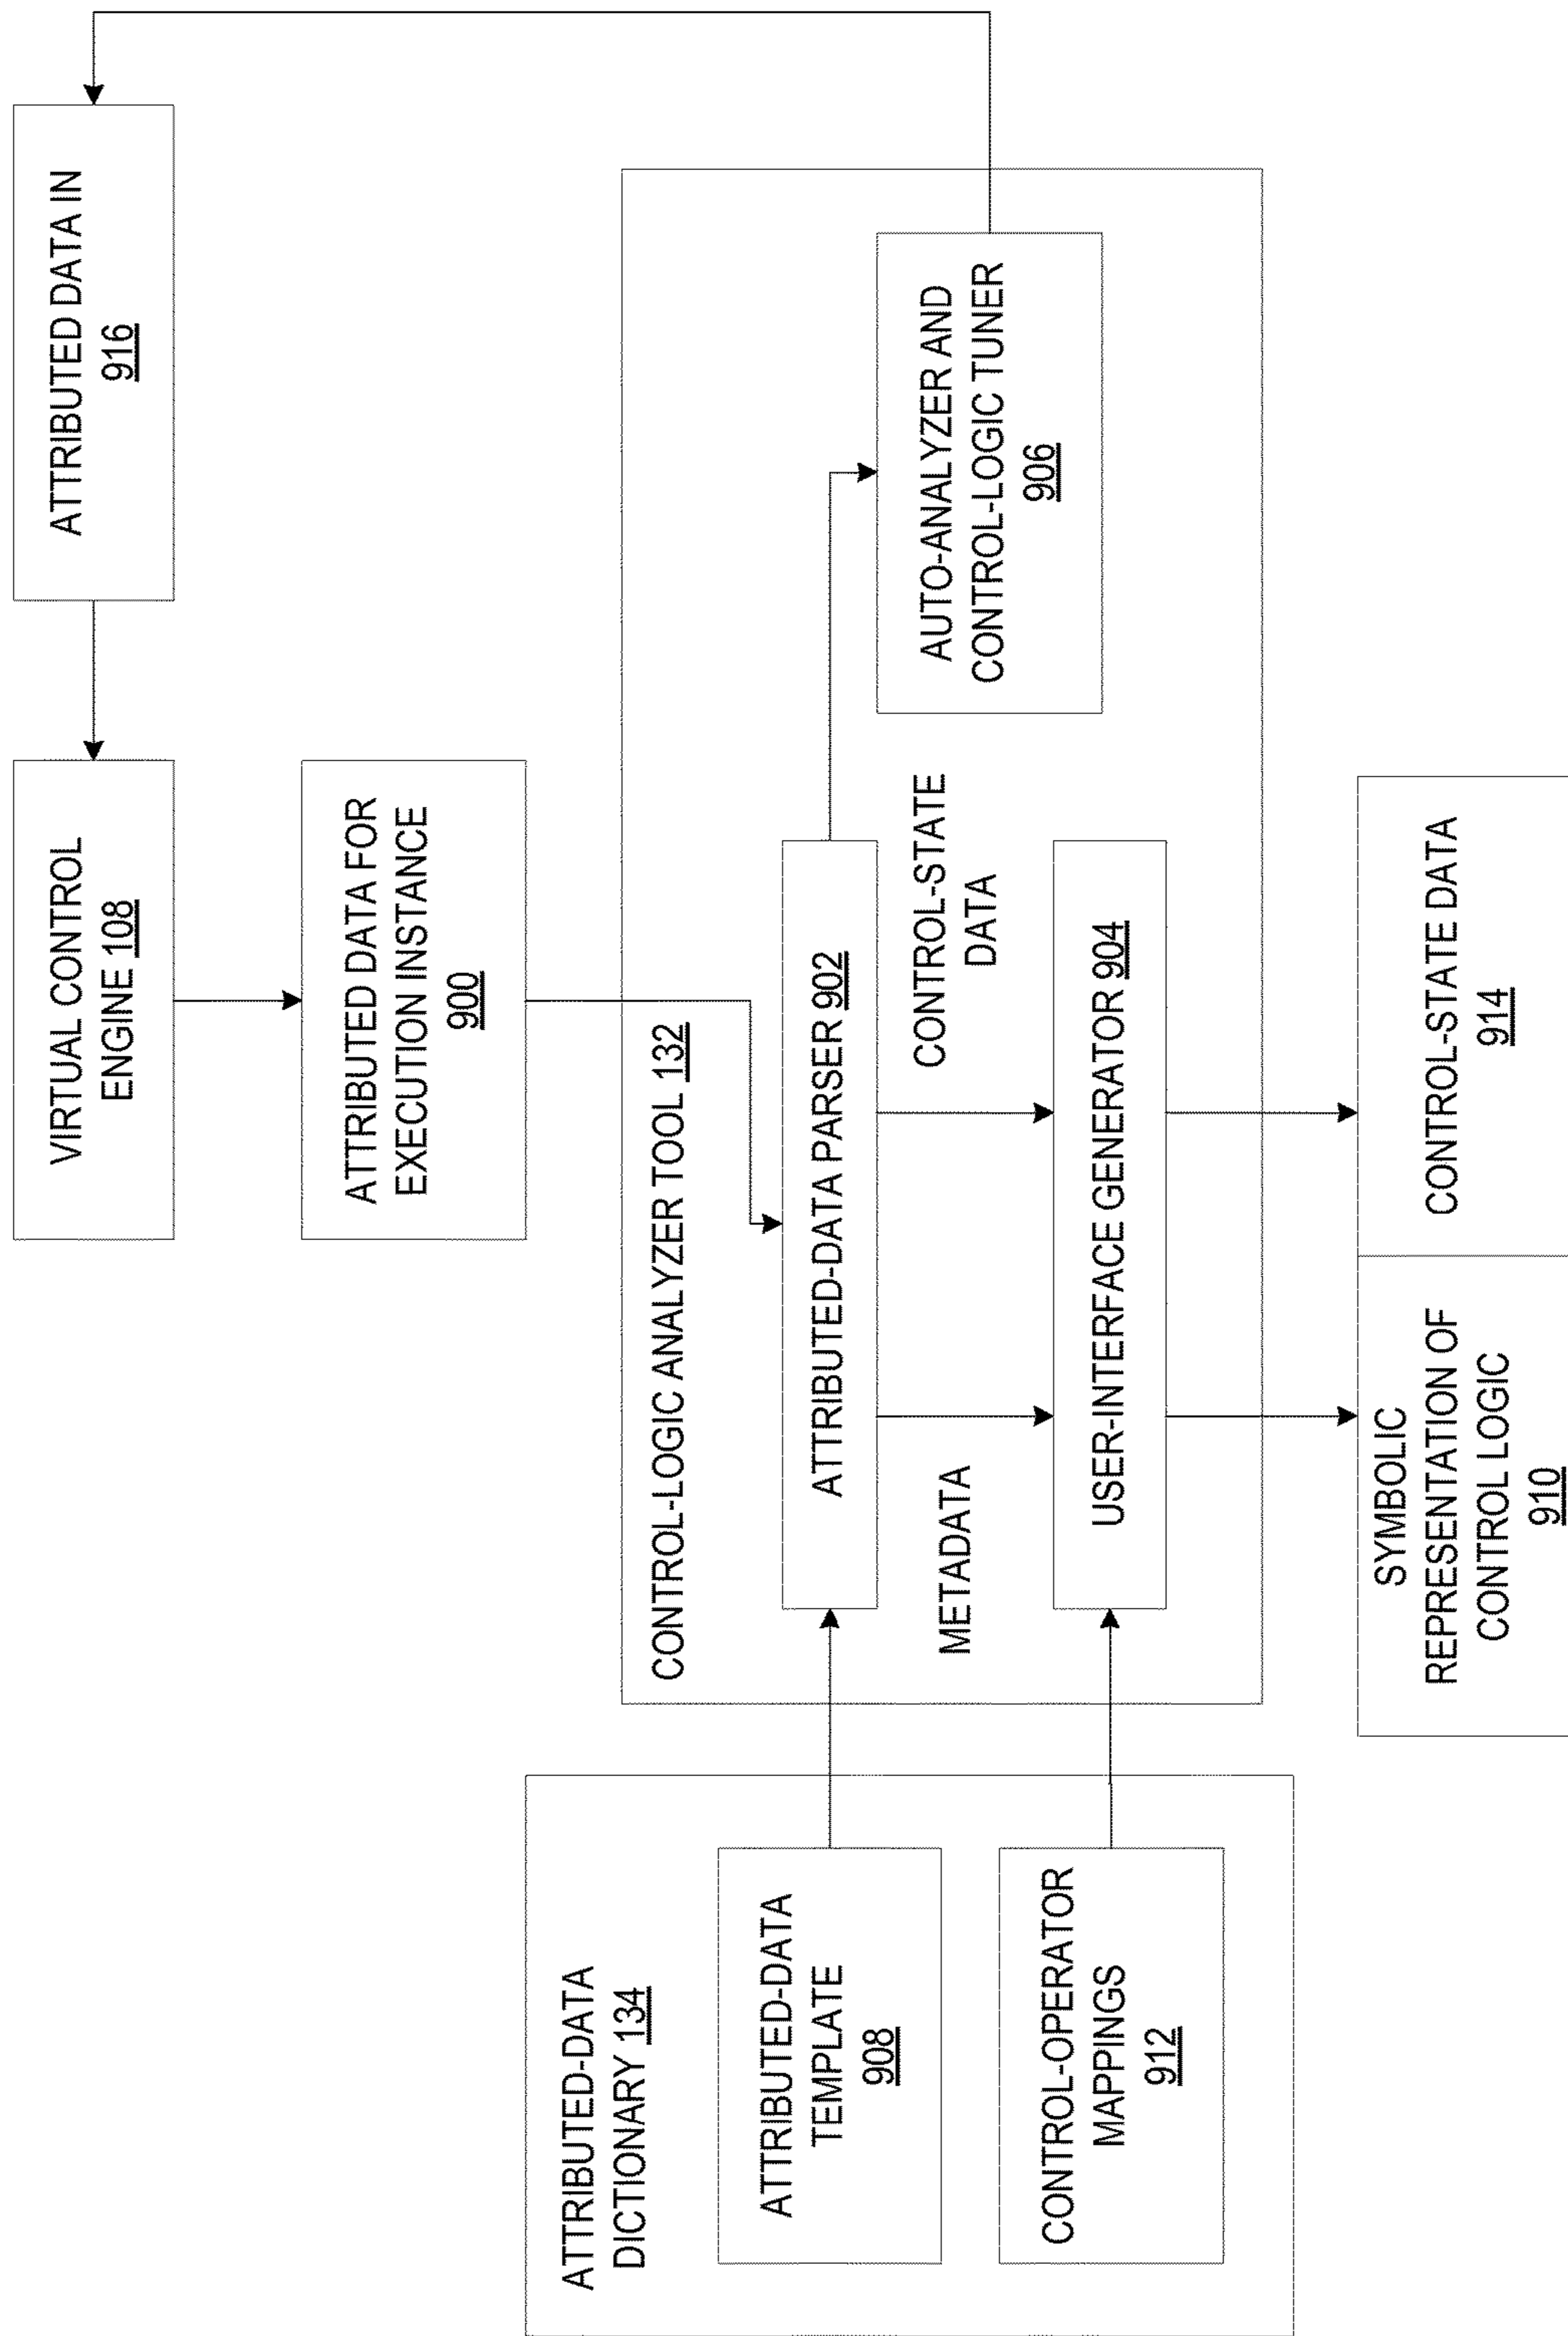 VIRTUAL CONTROL
ENGINE 108
ATTRIBUTED DATA IN
916
ATTRIBUTED DATA FOR
EXECUTION INSTANCE
900
ATTRIBUTED-DATA
DICTIONARY 134
ATTRIBUTED-DATA
TEMPLATE
908
CONTROL-OPERATOR
MAPPINGS
912
CONTROL-LOGIC ANALYZER TOOL 132
ATTRIBUTED-DATA PARSER 902
METADATA
CONTROL-STATE
DATA
USER-INTERFACE GENERATOR 904
AUTO-ANALYZER AND
CONTROL-LOGIC TUNER
906
SYMBOLIC
REPRESENTATION OF
CONTROL LOGIC
910
CONTROL-STATE DATA
914